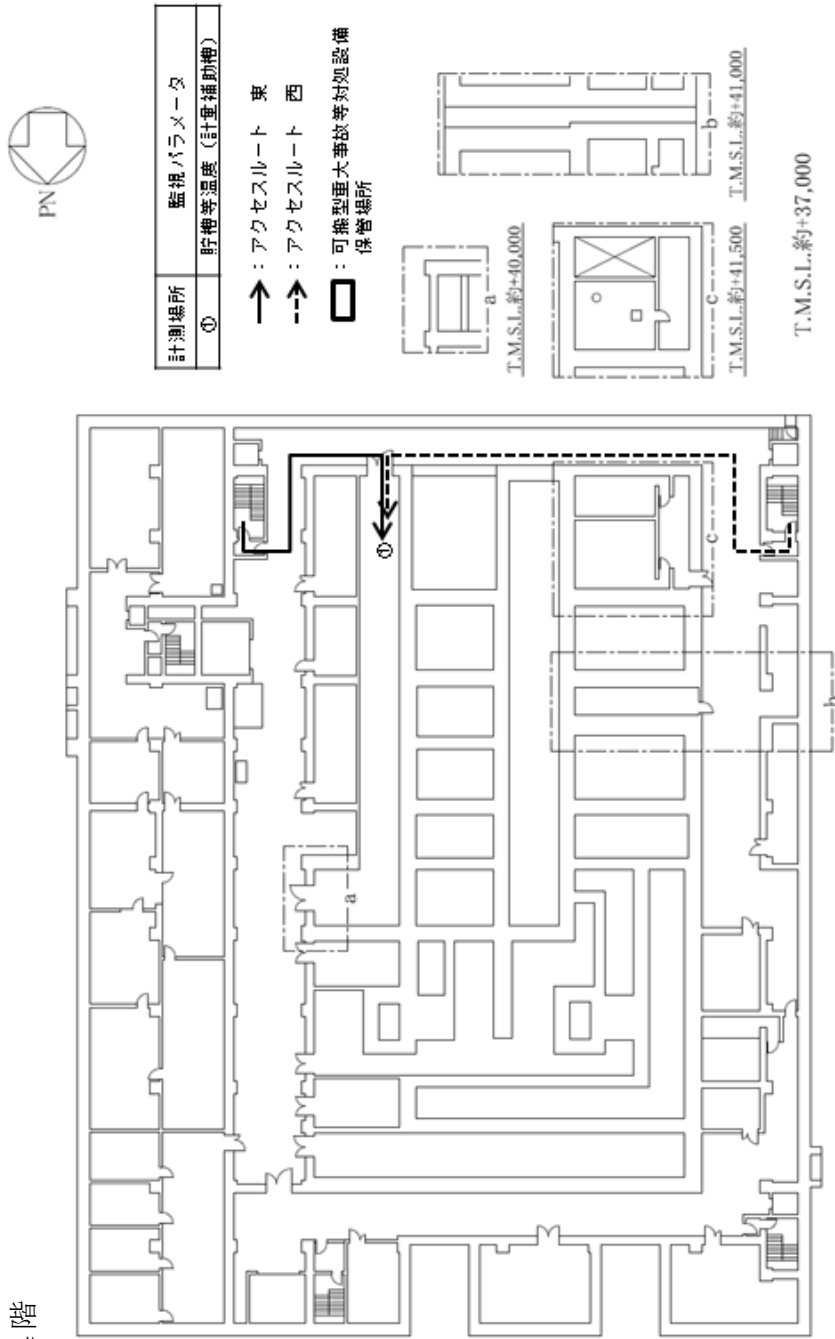 階
PN
計測場所 監視パラメータ
① 貯槽等温度（計量補助槽）
：アクセスルート 東
：アクセスルート 西
：可搬型重大事故等対処設備
保管場所
a
T.M.S.L.約+40,000
b
T.M.S.L.約+41,000
c
T.M.S.L.約+41,500
T.M.S.L.約+37,000
①
a
b
c